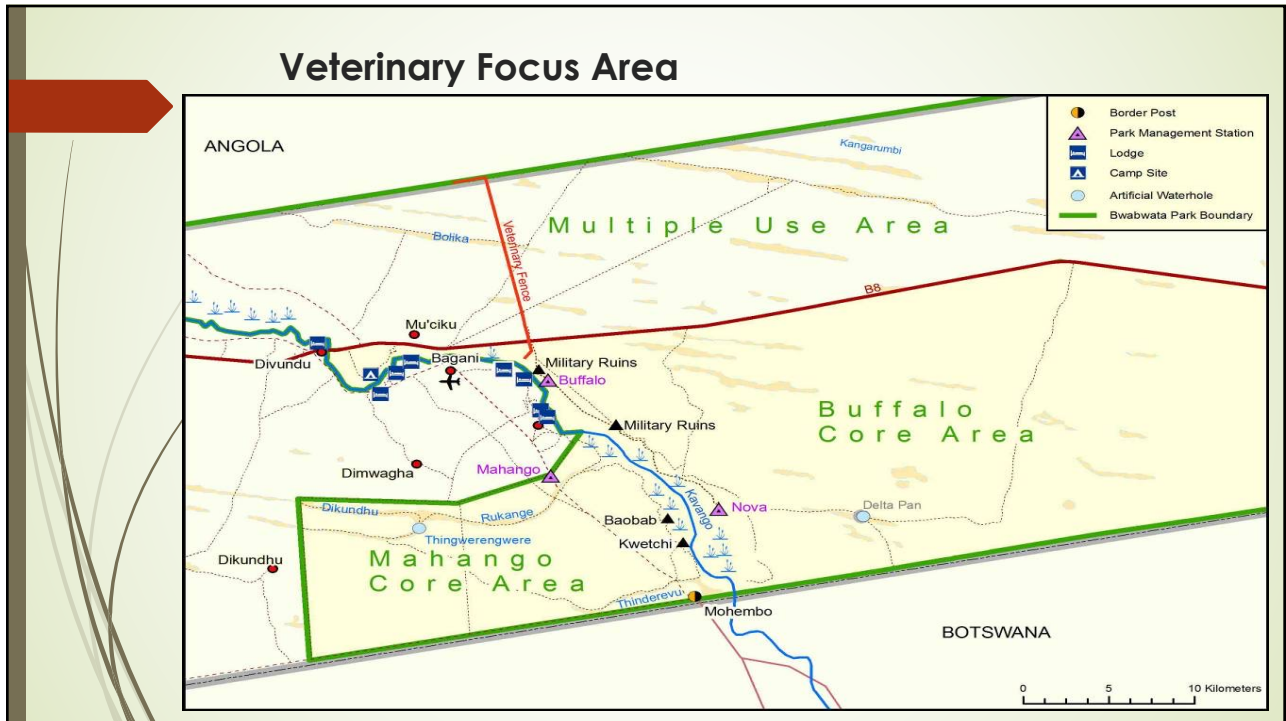 Veterinary Focus Area
ANGOLA
Border Post
Park Management Station
Lodge
Camp Site
Artificial Waterhole
Bwabwata Park Boundary
Kangarumbi
Multiple Use Area
Bolika
Veterinary Fence
B8
Mu'ciku
Divundu
Bagani
Military Ruins
Buffalo
Buffalo
Core Area
Military Ruins
Dimwagha
Mahango
Kavango
Dikundhu
Rukange
Nova
Delta Pan
Thingwerengwere
Baobab
Kwetchi
Dikundhu
Mahango
Core Area
Thinderevu
Mohembo
BOTSWANA
0 5 10 Kilometers